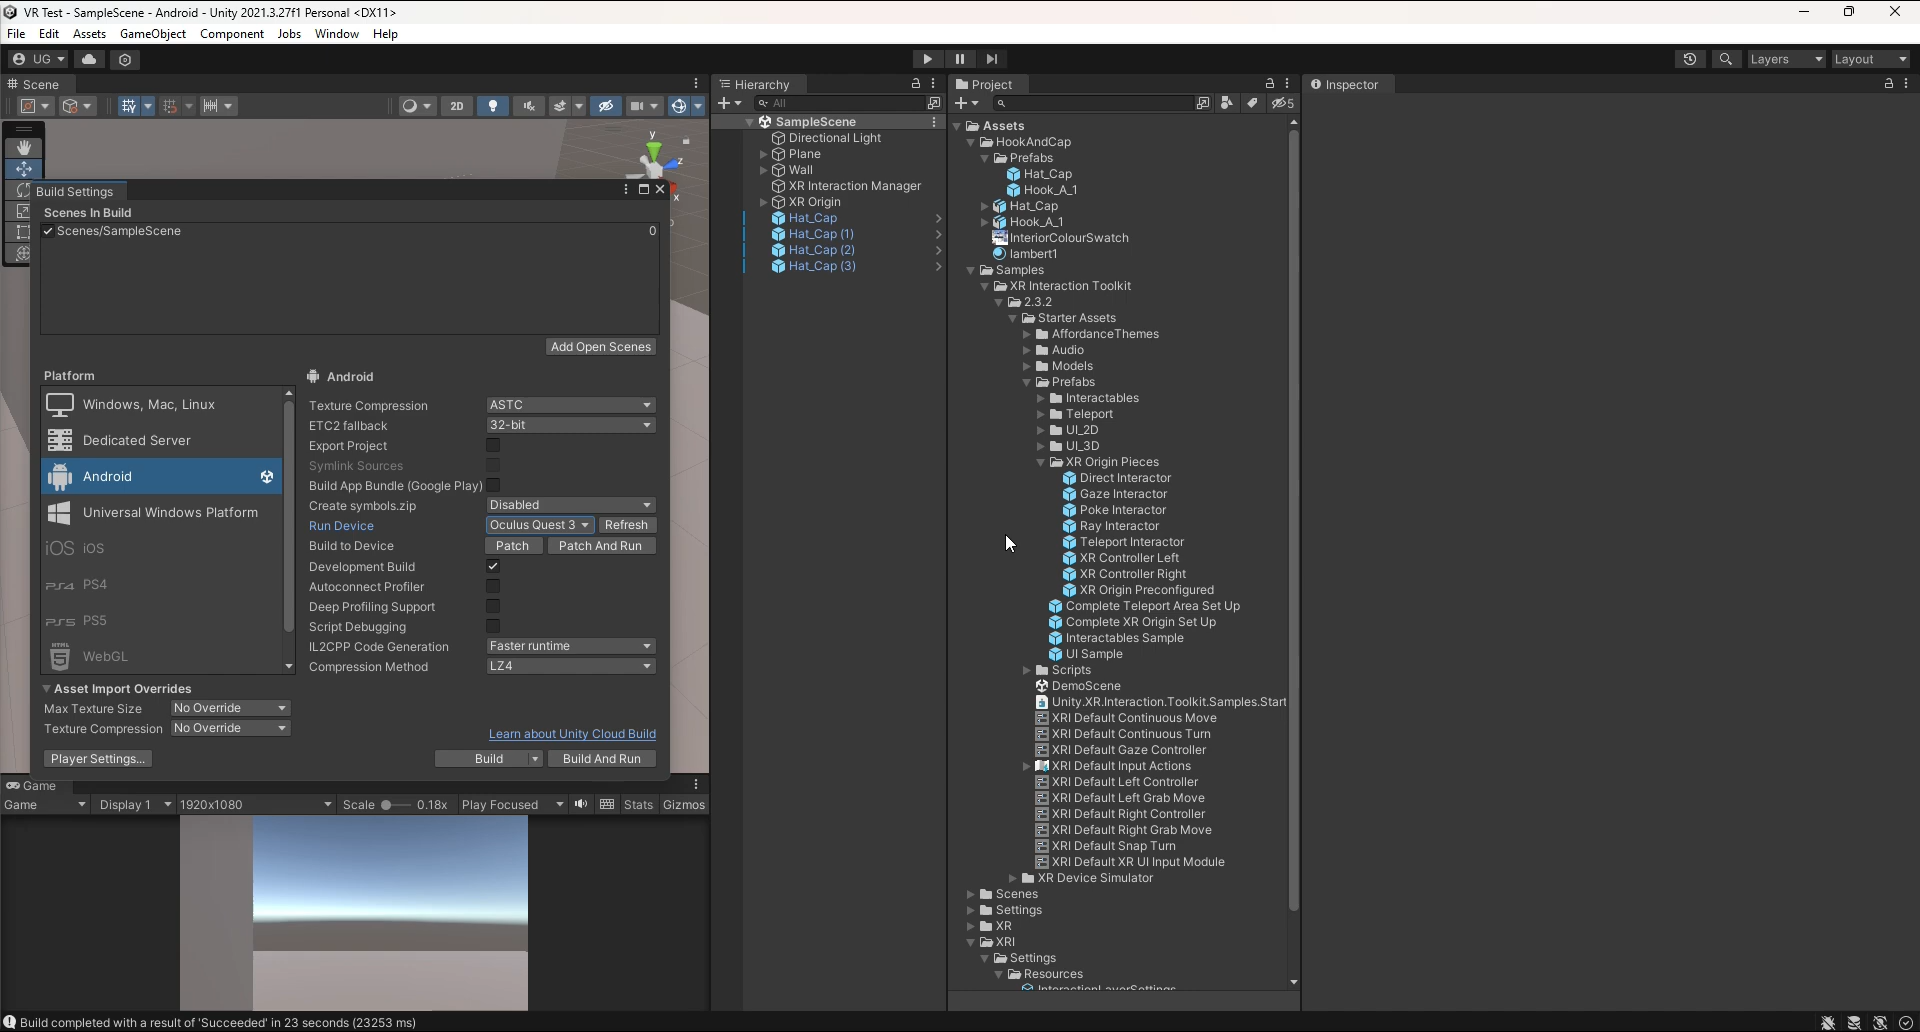 VR Test - SampleScene - Android - Unity 2021.3.27f1 Personal <DX11>
File Edit Assets GameObject Component Jobs Window Help
UG
Layers Layout
Scene
2D
y
z
x
Build Settings
Scenes In Build
Scenes/SampleScene 0
Add Open Scenes
Platform
Windows, Mac, Linux
Dedicated Server
Android
Universal Windows Platform
iOS iOS
PS4 PS4
PS5 PS5
HTML WebGL
Android
Texture Compression ASTC
ETC2 fallback 32-bit
Export Project
Symlink Sources
Build App Bundle (Google Play)
Create symbols.zip Disabled
Run Device Oculus Quest 3 Refresh
Build to Device Patch Patch And Run
Development Build
Autoconnect Profiler
Deep Profiling Support
Script Debugging
IL2CPP Code Generation Faster runtime
Compression Method LZ4
Asset Import Overrides
Max Texture Size No Override
Texture Compression No Override
Learn about Unity Cloud Build
Player Settings... Build Build And Run
Game
Game Display 1 1920x1080 Scale 0.18x Play Focused Stats Gizmos
Hierarchy
All
SampleScene
Directional Light
Plane
Wall
XR Interaction Manager
XR Origin
Hat_Cap
Hat_Cap (1)
Hat_Cap (2)
Hat_Cap (3)
Project
5
Assets
HookAndCap
Prefabs
Hat_Cap
Hook_A_1
Hat_Cap
Hook_A_1
InteriorColourSwatch
lambert1
Samples
XR Interaction Toolkit
2.3.2
Starter Assets
AffordanceThemes
Audio
Models
Prefabs
Interactables
Teleport
UI_2D
UI_3D
XR Origin Pieces
Direct Interactor
Gaze Interactor
Poke Interactor
Ray Interactor
Teleport Interactor
XR Controller Left
XR Controller Right
XR Origin Preconfigured
Complete Teleport Area Set Up
Complete XR Origin Set Up
Interactables Sample
UI Sample
Scripts
DemoScene
Unity.XR.Interaction.Toolkit.Samples.Start
XRI Default Continuous Move
XRI Default Continuous Turn
XRI Default Gaze Controller
XRI Default Input Actions
XRI Default Left Controller
XRI Default Left Grab Move
XRI Default Right Controller
XRI Default Right Grab Move
XRI Default Snap Turn
XRI Default XR UI Input Module
XR Device Simulator
Scenes
Settings
XR
XRI
Settings
Resources
InteractionLayerSettings
Inspector
Build completed with a result of 'Succeeded' in 23 seconds (23253 ms)